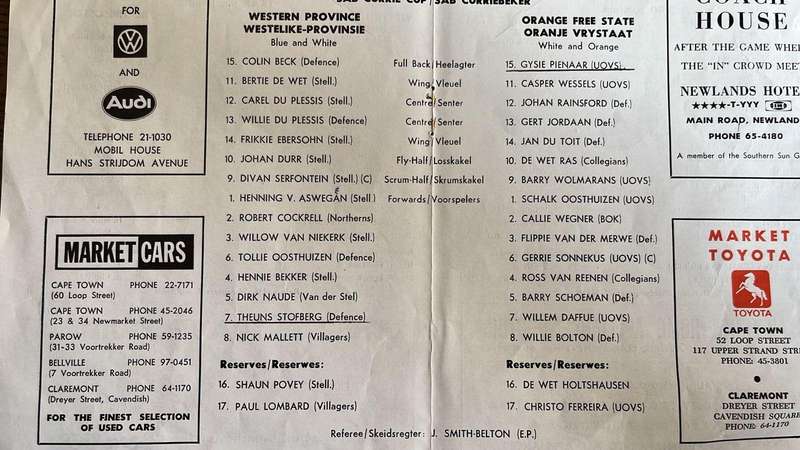 SAB CURRIE CUP/SAB CURRIEBEKER
FOR
VW
AND
Audi
TELEPHONE 21-1030
MOBIL HOUSE
HANS STRIJDOM AVENUE
MARKET CARS
CAPE TOWN PHONE 22-7171
(60 Loop Street)
CAPE TOWN PHONE 45-2046
(23 & 34 Newmarket Street)
PAROW PHONE 59-1235
(31-33 Voortrekker Road)
BELLVILLE PHONE 97-0451
(7 Voortrekker Road)
CLAREMONT PHONE 64-1170
(Dreyer Street, Cavendish)
FOR THE FINEST SELECTION
OF USED CARS
WESTERN PROVINCE
WESTELIKE-PROVINSIE
Blue and White
15. COLIN BECK (Defence)
11. BERTIE DE WET (Stell.)
12. CAREL DU PLESSIS (Stell.)
13. WILLIE DU PLESSIS (Defence)
14. FRIKKIE EBERSOHN (Stell.)
10. JOHAN DURR (Stell.)
9. DIVAN SERFONTEIN (Stell.) (C)
1. HENNING V. ASWEGAN (Stell.)
2. ROBERT COCKRELL (Northerns)
3. WILLOW VAN NIEKERK (Stell.)
6. TOLLIE OOSTHUIZEN (Defence)
4. HENNIE BEKKER (Stell.)
5. DIRK NAUDE (Van der Stel)
7. THEUNS STOFBERG (Defence)
8. NICK MALLETT (Villagers)
Reserves/Reserwes:
16. SHAUN POVEY (Stell.)
17. PAUL LOMBARD (Villagers)
Full Back/Heelagter
Wing/Vleuel
Centre/Senter
Centre/Senter
Wing/Vleuel
Fly-Half/Losskakel
Scrum-Half/Skrumskakel
Forwards/Voorspelers
ORANGE FREE STATE
ORANJE VRYSTAAT
White and Orange
15. GYSIE PIENAAR (UOVS)
11. CASPER WESSELS (UOVS)
12. JOHAN RAINSFORD (Def.)
13. GERT JORDAAN (Def.)
14. JAN DU TOIT (Def.)
10. DE WET RAS (Collegians)
9. BARRY WOLMARANS (UOVS)
1. SCHALK OOSTHUIZEN (UOVS)
2. CALLIE WEGNER (BOK)
3. FLIPPIE VAN DER MERWE (Def.)
6. GERRIE SONNEKUS (UOVS) (C)
4. ROSS VAN REENEN (Collegians)
5. BARRY SCHOEMAN (Def.)
7. WILLEM DAFFUE (UOVS)
8. WILLIE BOLTON (Def.)
Reserves/Reserwes:
16. DE WET HOLTSHAUSEN
17. CHRISTO FERREIRA (UOVS)
Referee/Skeidsregter: J. SMITH-BELTON (E.P.)
COACH
HOUSE
AFTER THE GAME WHERE
THE "IN" CROWD MEET
NEWLANDS HOTEL
★★★★-T-YYY
MAIN ROAD, NEWLAND
PHONE 65-4180
A member of the Southern Sun G
MARKET
TOYOTA
TOYOTA
CAPE TOWN
52 LOOP STREET
117 UPPER STRAND STR
PHONE: 45-3801
CLAREMONT
DREYER STREET
CAVENDISH SQUARE
PHONE: 64-1170